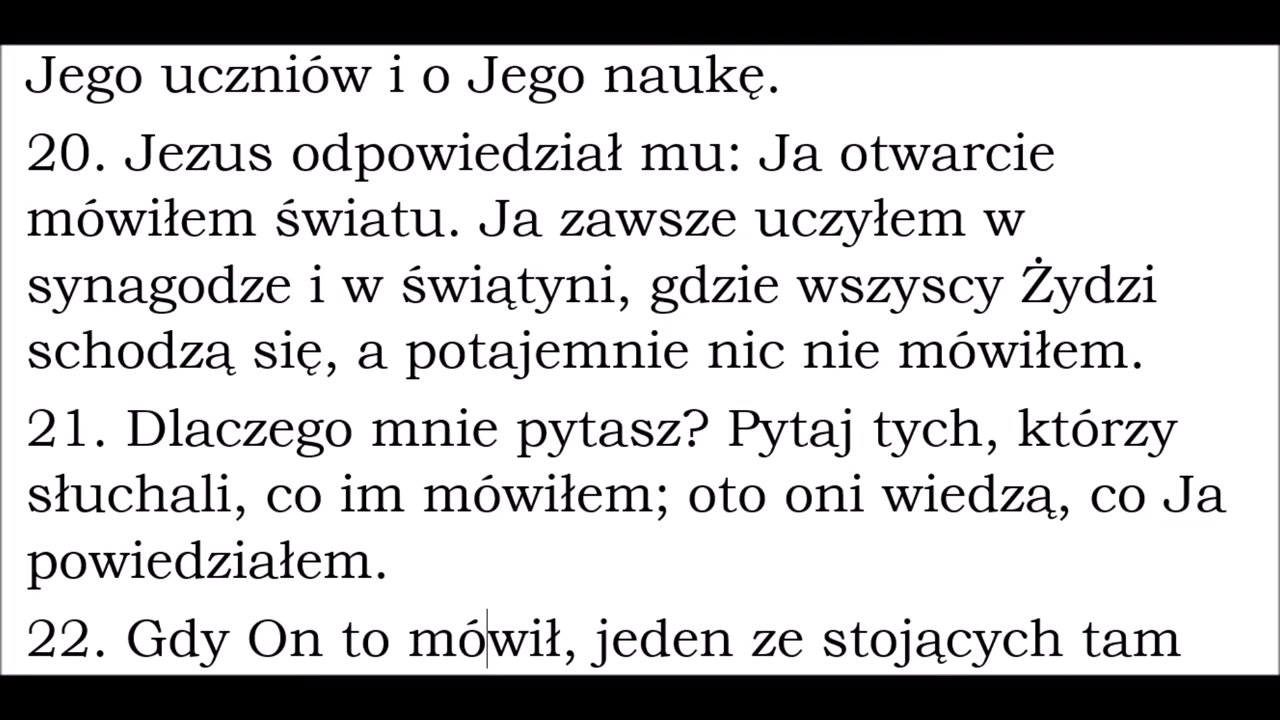 Jego uczniów i o Jego naukę.
20. Jezus odpowiedział mu: Ja otwarcie
mówiłem światu. Ja zawsze uczyłem w
synagodze i w świątyni, gdzie wszyscy Żydzi
schodzą się, a potajemnie nic nie mówiłem.
21. Dlaczego mnie pytasz? Pytaj tych, którzy
słuchali, co im mówiłem; oto oni wiedzą, co Ja
powiedziałem.
22. Gdy On to mówił, jeden ze stojących tam